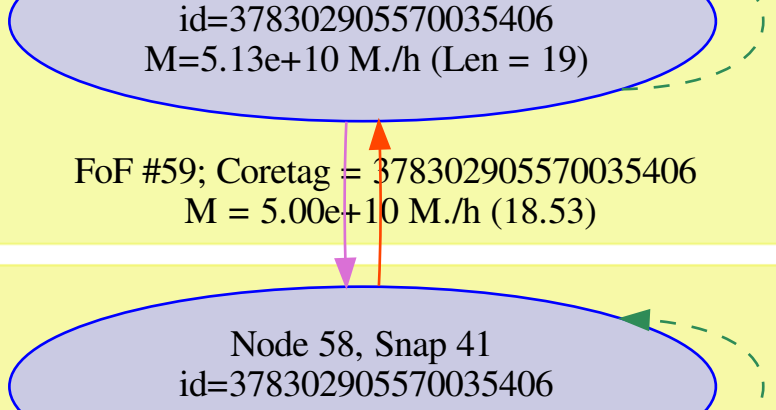 id=378302905570035406
M=5.13e+10 M./h (Len = 19)
FoF #59; Coretag = 378302905570035406
M = 5.00e+10 M./h (18.53)
Node 58, Snap 41
id=378302905570035406